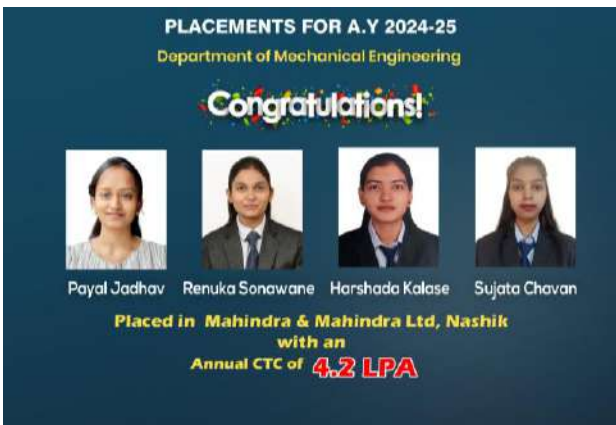 PLACEMENTS FOR A.Y 2024-25
Department of Mechanical Engineering
Congratulations!
Payal Jadhav Renuka Sonawane Harshada Kalase Sujata Chavan
Placed in Mahindra & Mahindra Ltd, Nashik
with an
Annual CTC of 4.2 LPA